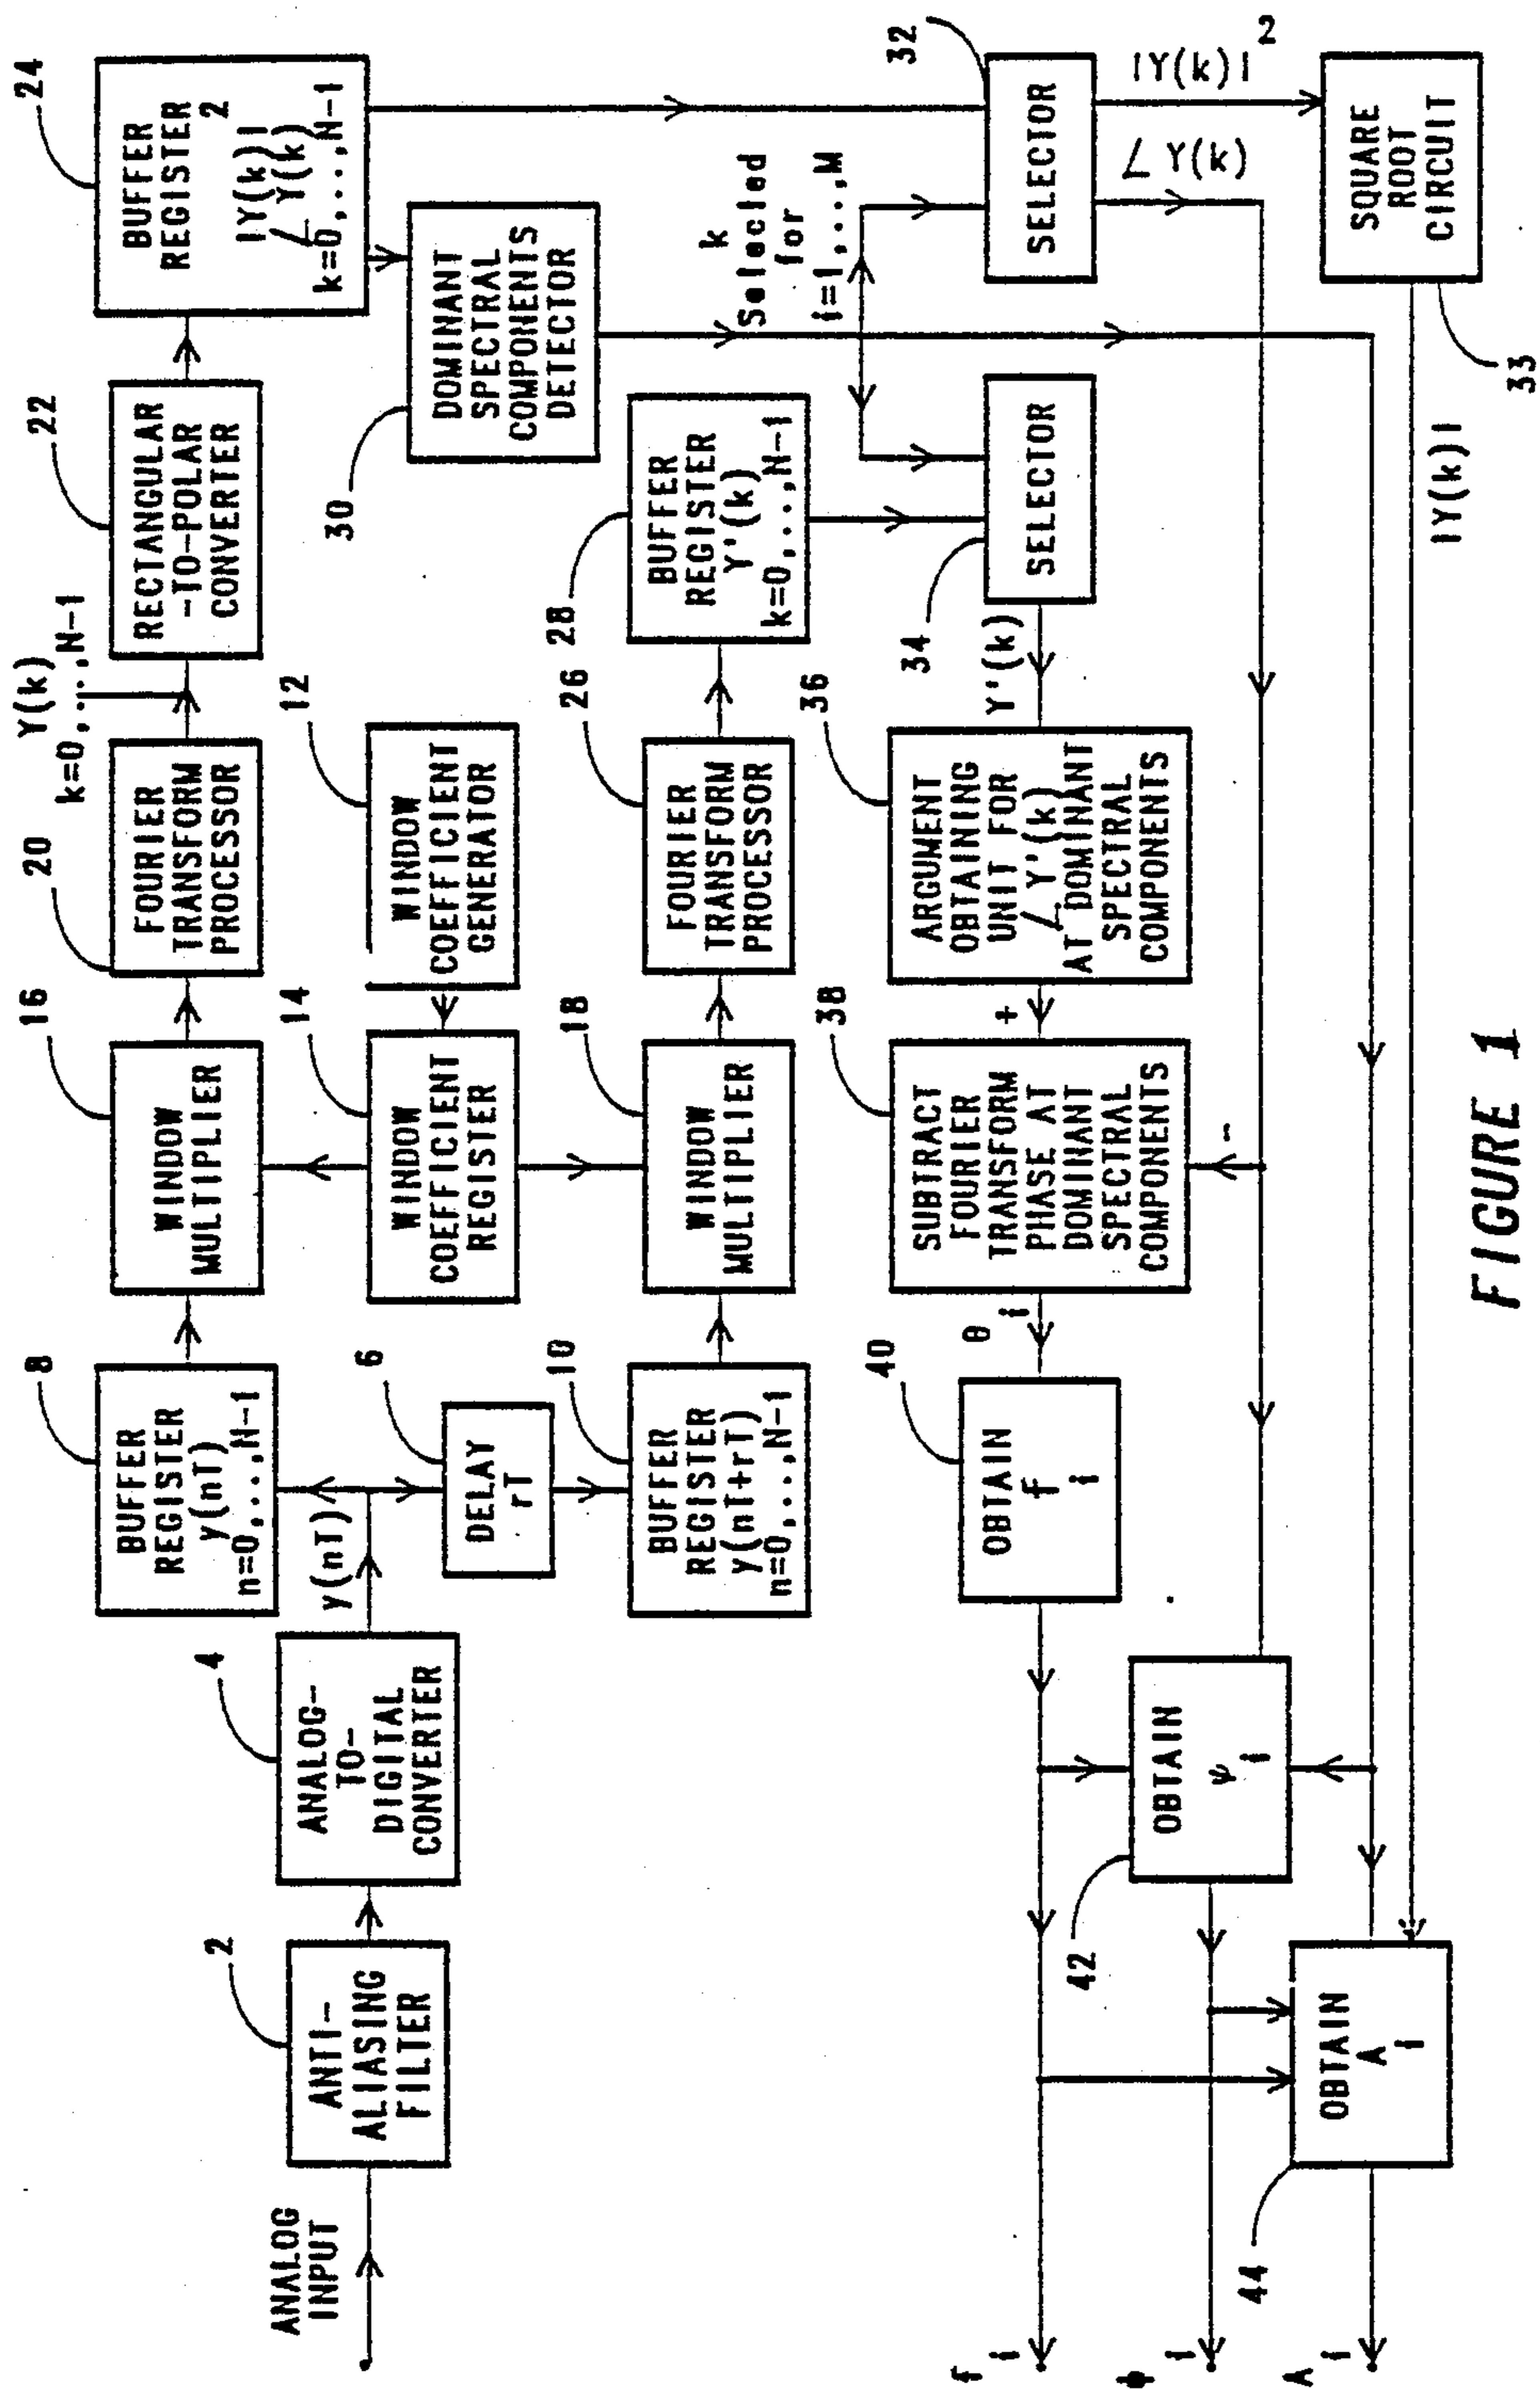 ANALOG
INPUT
2
ANTI-
ALIASING
FILTER
4
ANALOG-
TO-
DIGITAL
CONVERTER
y(nT)
8
BUFFER
REGISTER
y(nT)
n=0,...,N-1
6
DELAY
rT
10
BUFFER
REGISTER
y(nT+rT)
n=0,...,N-1
16
WINDOW
MULTIPLIER
14
WINDOW
COEFFICIENT
REGISTER
18
WINDOW
MULTIPLIER
20
FOURIER
TRANSFORM
PROCESSOR
12
WINDOW
COEFFICIENT
GENERATOR
26
FOURIER
TRANSFORM
PROCESSOR
Y(k)
k=0,...,N-1
22
RECTANGULAR
-TO-POLAR
CONVERTER
24
BUFFER
REGISTER
|Y(k)|²
∠Y(k)
k=0,...,N-1
30
DOMINANT
SPECTRAL
COMPONENTS
DETECTOR
28
BUFFER
REGISTER
Y'(k)
k=0,...,N-1
k
Selected
for
i=1,...,M
32
SELECTOR
34
SELECTOR
|Y(k)|²
∠Y(k)
SQUARE
ROOT
CIRCUIT
33
|Y(k)|
Y'(k)
36
ARGUMENT
OBTAINING
UNIT FOR
∠Y'(k)
AT DOMINANT
SPECTRAL
COMPONENTS
+
38
SUBTRACT
FOURIER
TRANSFORM
PHASE AT
DOMINANT
SPECTRAL
COMPONENTS
-
θi
40
OBTAIN
fi
42
OBTAIN
ψi
44
OBTAIN
Ai
fi
ϕi
Ai
FIGURE 1